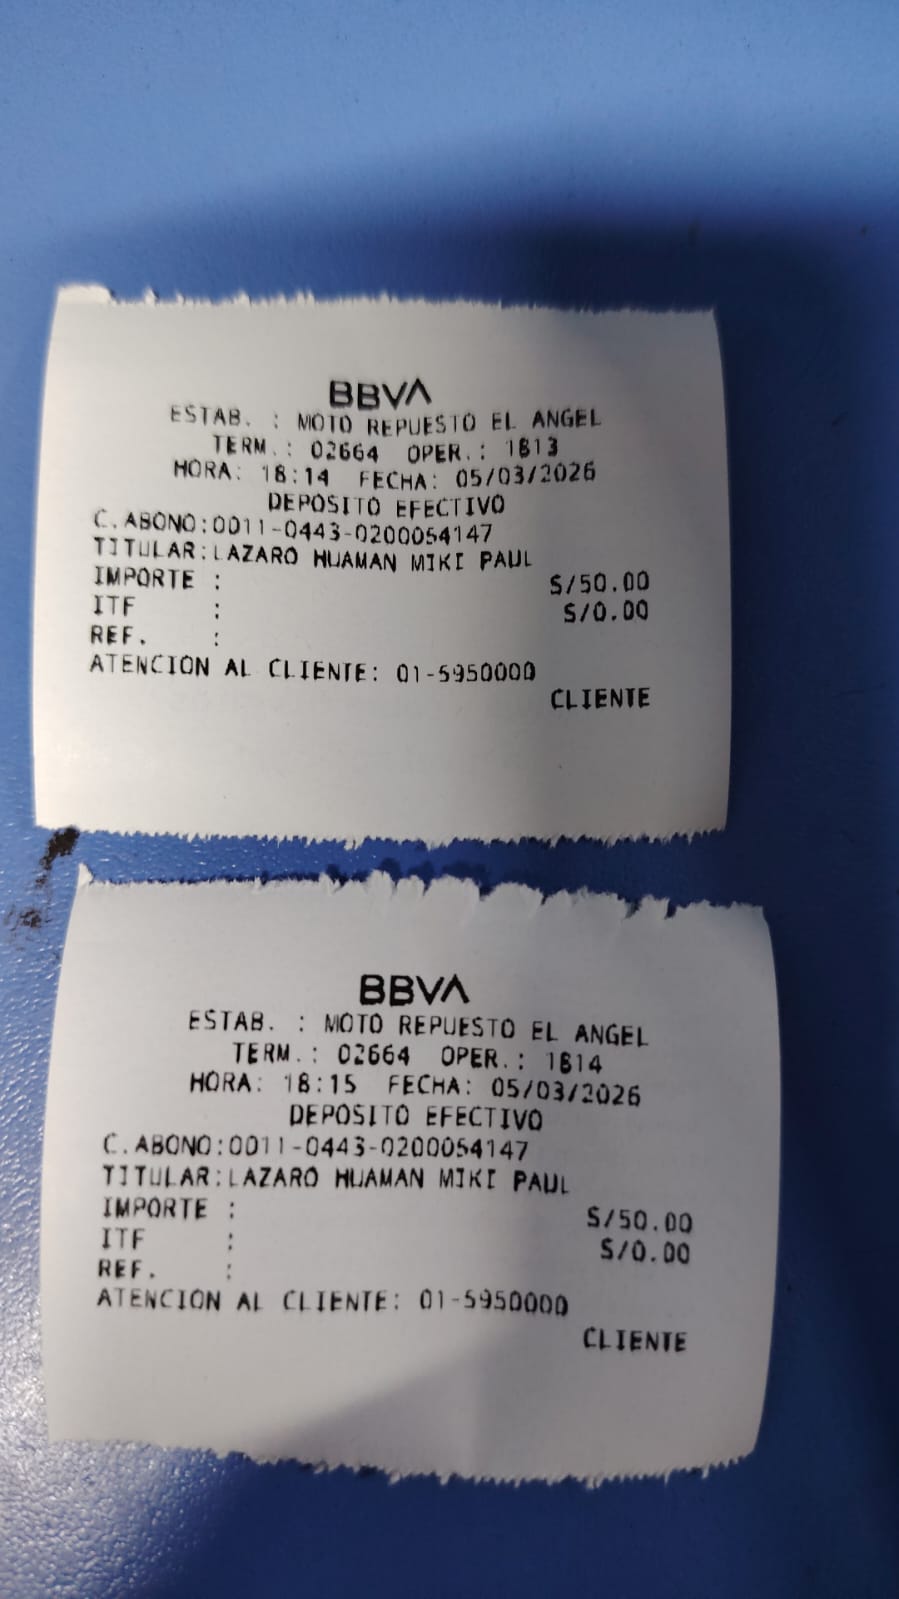 BBVA
ESTAB. : MOTO REPUESTO EL ANGEL
TERM.: 02664 OPER.: 1813
HORA: 18:14 FECHA: 05/03/2026
DEPOSITO EFECTIVO
C.ABONO:0011-0443-0200054147
TITULAR:LAZARO HUAMAN MIKI PAUL
IMPORTE : S/50.00
ITF : S/0.00
REF. :
ATENCION AL CLIENTE: 01-5950000
CLIENTE
BBVA
ESTAB. : MOTO REPUESTO EL ANGEL
TERM.: 02664 OPER.: 1814
HORA: 18:15 FECHA: 05/03/2026
DEPOSITO EFECTIVO
C.ABONO:0011-0443-0200054147
TITULAR:LAZARO HUAMAN MIKI PAUL
IMPORTE : S/50.00
ITF : S/0.00
REF. :
ATENCION AL CLIENTE: 01-5950000
CLIENTE